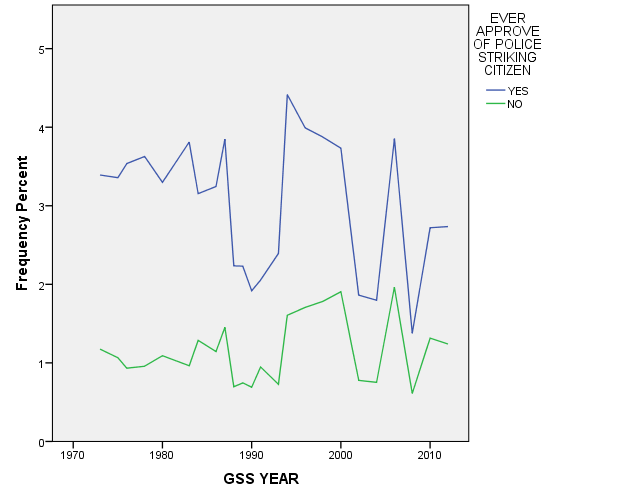 EVER
APPROVE
OF POLICE
STRIKING
CITIZEN
YES
NO
5
4
3
2
1
0
Frequency Percent
1970 1980 1990 2000 2010
GSS YEAR